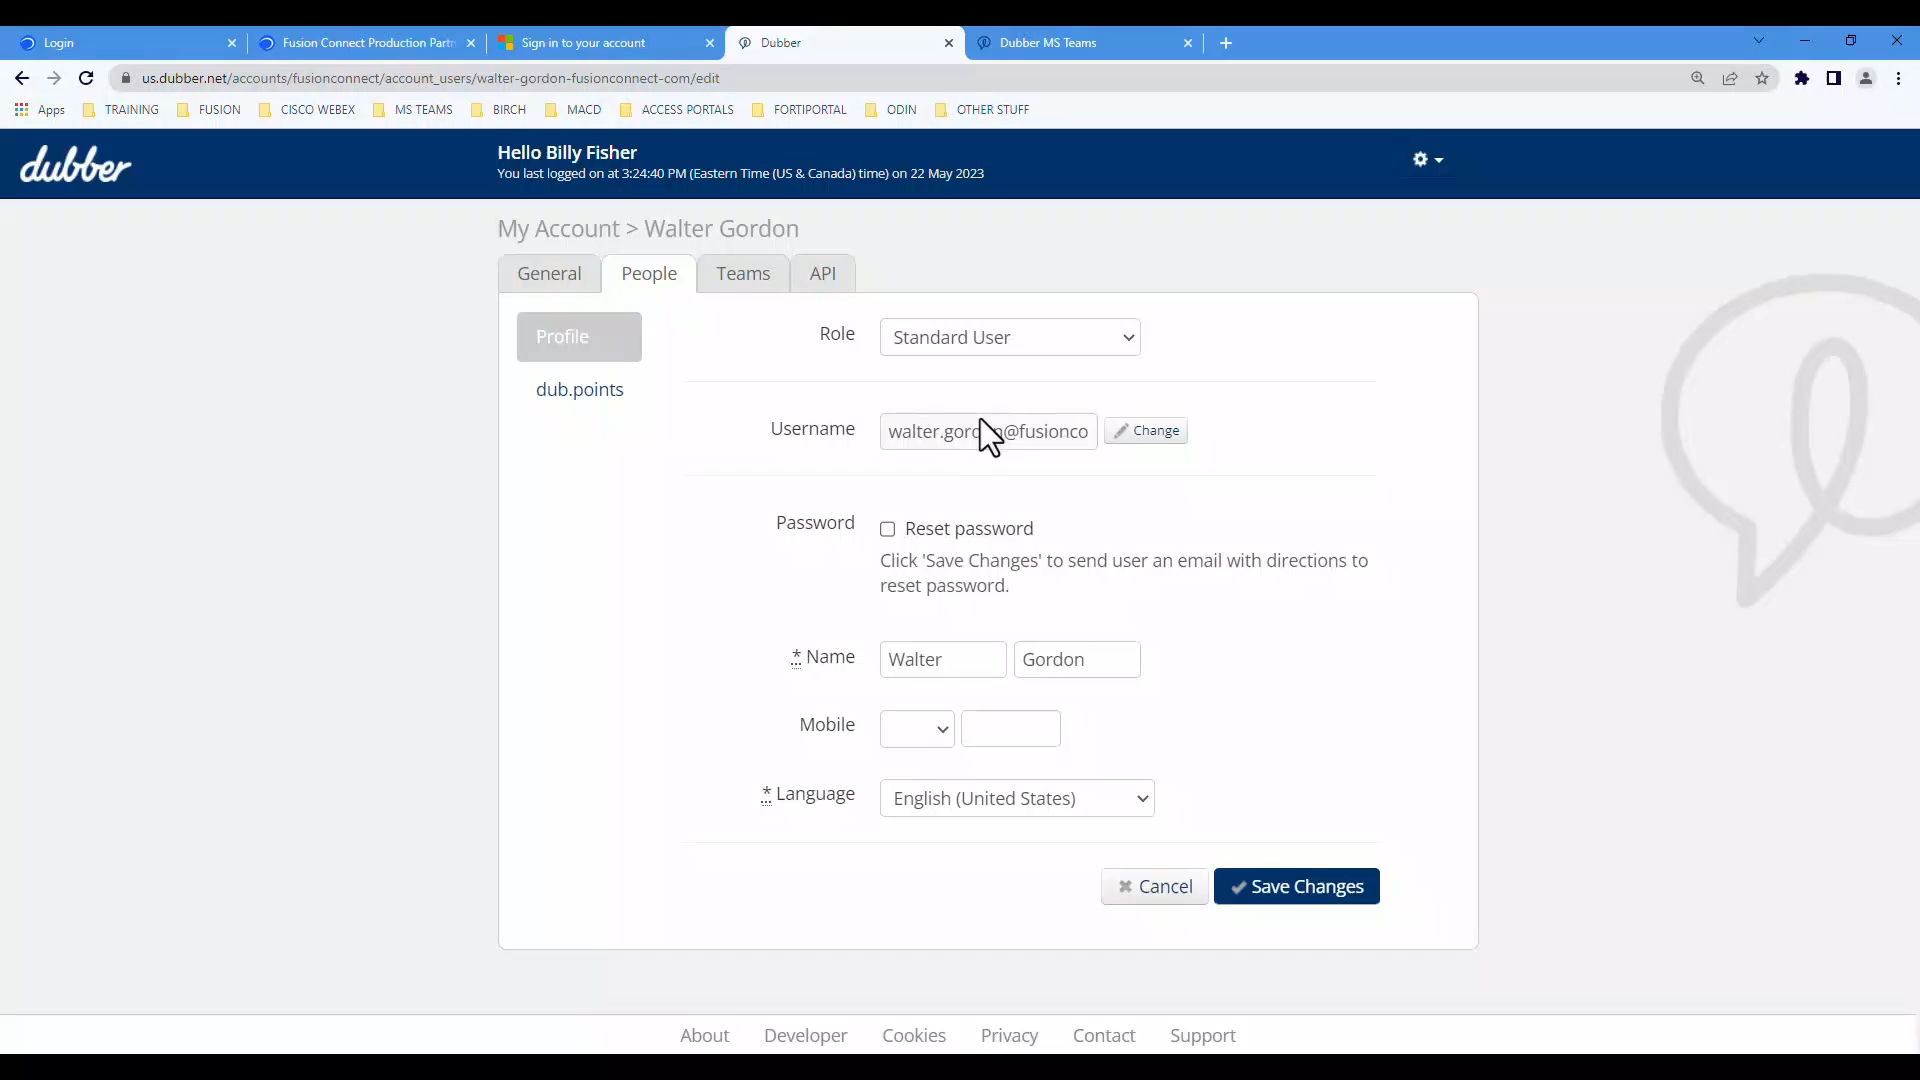 Login
Fusion Connect Production Partn
Sign in to your account
Dubber
Dubber MS Teams
us.dubber.net/accounts/fusionconnect/account_users/walter-gordon-fusionconnect-com/edit
Apps TRAINING FUSION CISCO WEBEX MS TEAMS BIRCH MACD ACCESS PORTALS FORTIPORTAL ODIN OTHER STUFF
dubber
Hello Billy Fisher
You last logged on at 3:24:40 PM (Eastern Time (US & Canada) time) on 22 May 2023
My Account > Walter Gordon
General People Teams API
Profile
dub.points
Role Standard User
Username walter.gordon@fusionco Change
Password Reset password
Click 'Save Changes' to send user an email with directions to
reset password.
* Name Walter Gordon
Mobile
* Language English (United States)
Cancel Save Changes
About Developer Cookies Privacy Contact Support